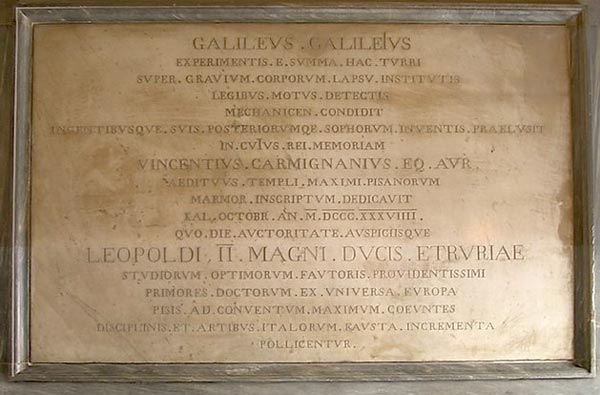 GALILEVS . GALILEIVS
EXPERIMENTIS . E . SVMMA . HAC . TVRRI
SVPER . GRAVIVM . CORPORVM . LAPSV . INSTITVTIS
LEGIBVS . MOTVS . DETECTIS
MECHANICEN . CONDIDIT
INGENTIBVSQVE . SVIS . POSTERIORVMQE . SOPHORVM . INVENTIS . PRAELVSIT
IN . CVIVS . REI . MEMORIAM
VINCENTIVS . CARMIGNANIVS . EQ . AVR .
AEDITVVS . TEMPLI . MAXIMI . PISANORVM
MARMOR . INSCRIPTVM . DEDICAVIT
KAL . OCTOBR . AN . M . DCCC . XXXVIIII .
QVO . DIE . AVCTORITATE . AVSPICIISQVE
LEOPOLDI . II . MAGNI . DVCIS . ETRVRIAE
STVDIORVM . OPTIMORVM . FAVTORIS . PROVIDENTISSIMI
PRIMORES . DOCTORVM . EX . VNIVERSA . EVROPA
PISIS . AD . CONVENTVM . MAXIMVM . COEVNTES
DISCIPLINIS . ET . ARTIBVS . ITALORVM . FAVSTA . INCREMENTA
POLLICENTVR .